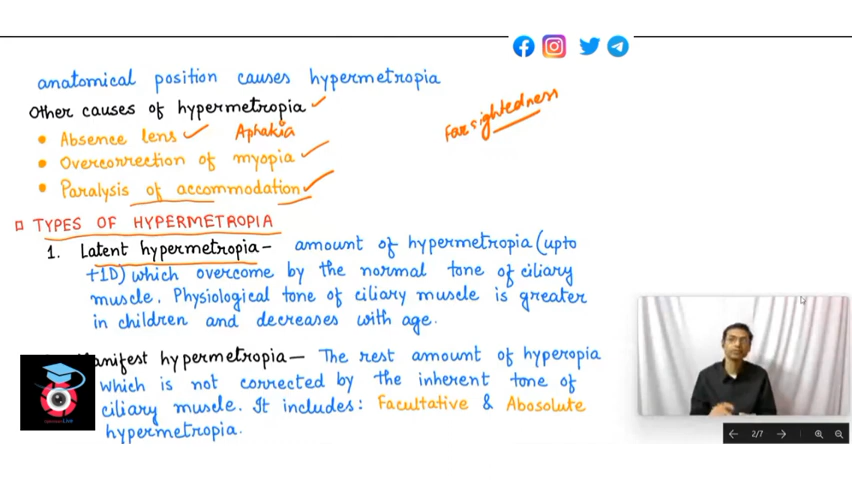 anatomical position causes hypermetropia
Other causes of hypermetropia
Farsightedness
• Absence lens Aphakia
• Overcorrection of myopia
• Paralysis of accommodation
TYPES OF HYPERMETROPIA
1. Latent hypermetropia- amount of hypermetropia (upto
+1D) which overcome by the normal tone of ciliary
muscle. Physiological tone of ciliary muscle is greater
in children and decreases with age.
hypermetropia- The rest amount of hyperopia
which is not corrected by the inherent tone of
ciliary muscle. It includes: Facultative & Abosolute
hypermetropia.
2/7